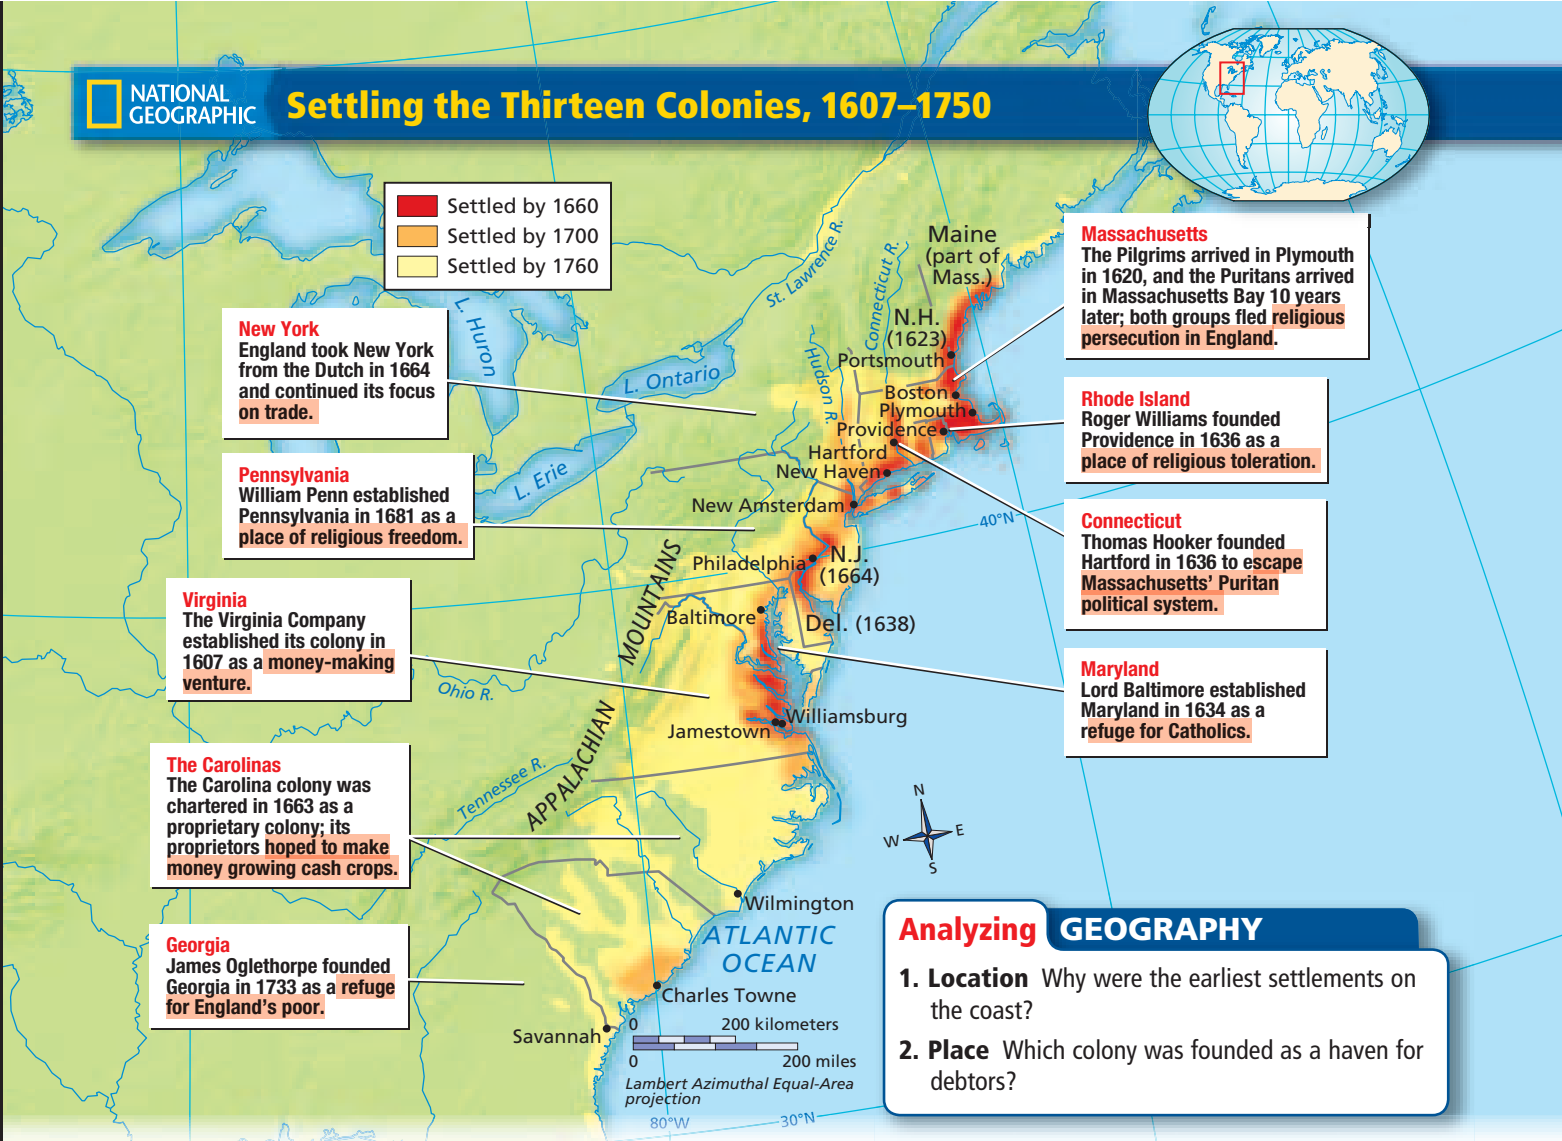 NATIONAL
GEOGRAPHIC
Settling the Thirteen Colonies, 1607–1750
Settled by 1660
Settled by 1700
Settled by 1760
New York
England took New York
from the Dutch in 1664
and continued its focus
on trade.
Pennsylvania
William Penn established
Pennsylvania in 1681 as a
place of religious freedom.
Virginia
The Virginia Company
established its colony in
1607 as a money-making
venture.
The Carolinas
The Carolina colony was
chartered in 1663 as a
proprietary colony; its
proprietors hoped to make
money growing cash crops.
Georgia
James Oglethorpe founded
Georgia in 1733 as a refuge
for England's poor.
Massachusetts
The Pilgrims arrived in Plymouth
in 1620, and the Puritans arrived
in Massachusetts Bay 10 years
later; both groups fled religious
persecution in England.
Rhode Island
Roger Williams founded
Providence in 1636 as a
place of religious toleration.
Connecticut
Thomas Hooker founded
Hartford in 1636 to escape
Massachusetts' Puritan
political system.
Maryland
Lord Baltimore established
Maryland in 1634 as a
refuge for Catholics.
L. Huron
L. Ontario
L. Erie
St. Lawrence R.
Connecticut R.
Hudson R.
Maine
(part of
Mass.)
N.H.
(1623)
Portsmouth
Boston
Plymouth
Providence
Hartford
New Haven
New Amsterdam
40°N
Philadelphia
N.J.
(1664)
Baltimore
Del. (1638)
APPALACHIAN MOUNTAINS
Ohio R.
Tennessee R.
Williamsburg
Jamestown
Wilmington
ATLANTIC
OCEAN
Charles Towne
Savannah
N
W
E
S
0 200 kilometers
0 200 miles
Lambert Azimuthal Equal-Area
projection
80°W
30°N
Analyzing GEOGRAPHY
1. Location Why were the earliest settlements on
the coast?
2. Place Which colony was founded as a haven for
debtors?